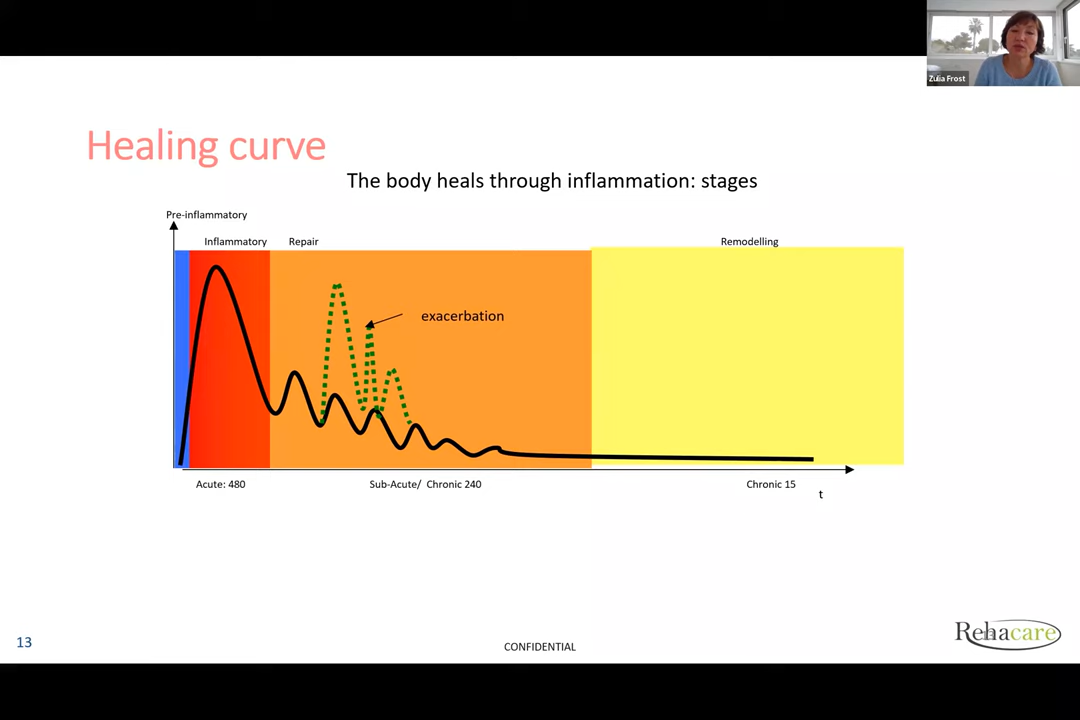 Zulia Frost
Healing curve
The body heals through inflammation: stages
Pre-inflammatory
Inflammatory
Repair
Remodelling
exacerbation
Acute: 480
Sub-Acute/ Chronic 240
Chronic 15
t
13
CONFIDENTIAL
Rehacare